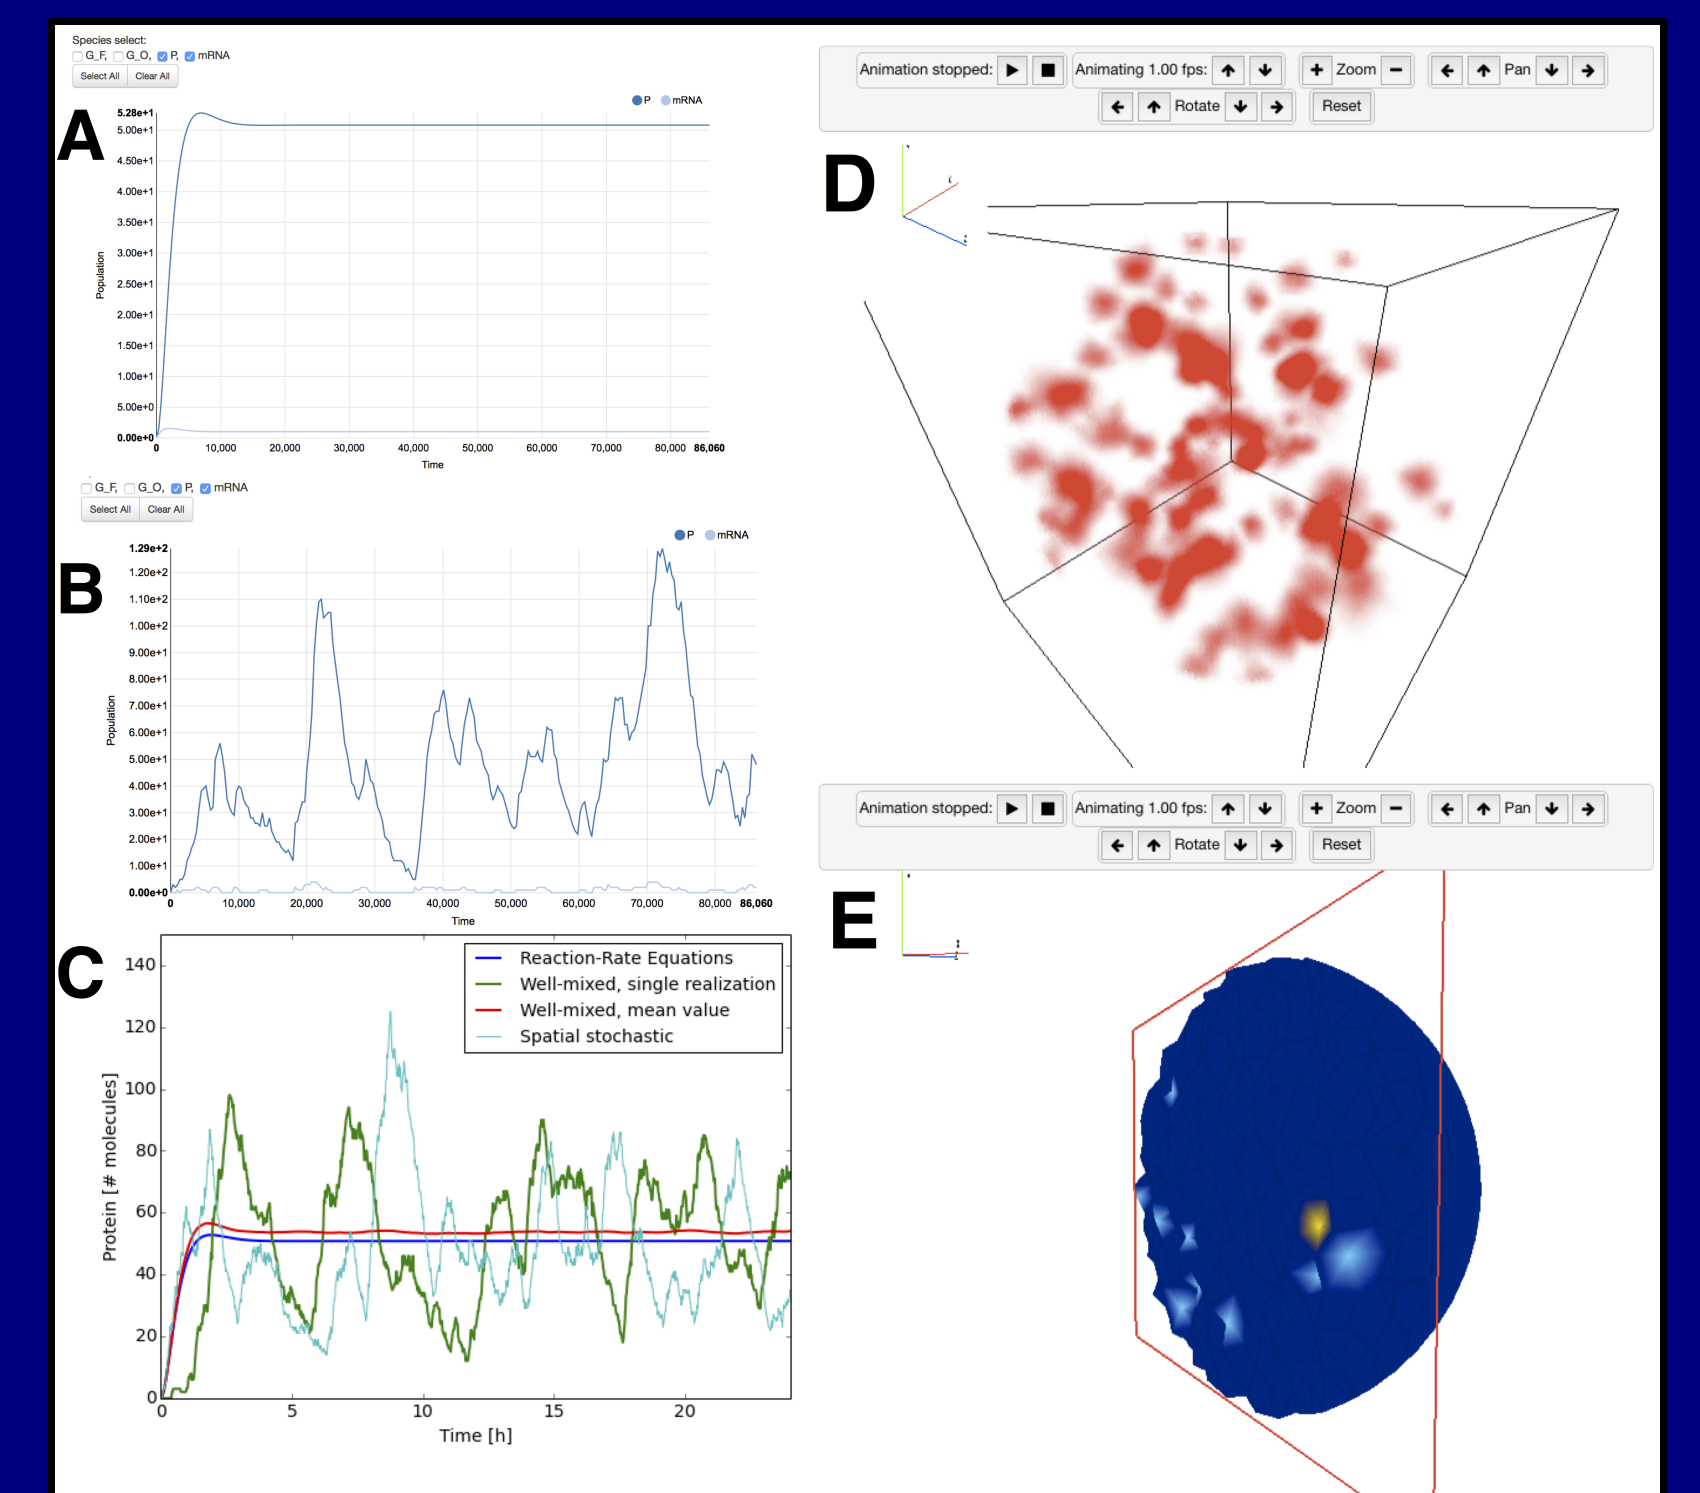 Species select:
G_F, G_O, P, mRNA
Select All Clear All
A
P mRNA
5.28e+1
5.00e+1
4.50e+1
4.00e+1
3.50e+1
3.00e+1
2.50e+1
2.00e+1
1.50e+1
1.00e+1
5.00e+0
0.00e+0
Population
0 10,000 20,000 30,000 40,000 50,000 60,000 70,000 80,000 86,060
Time
G_F, G_O, P, mRNA
Select All Clear All
B
P mRNA
1.29e+2
1.20e+2
1.10e+2
1.00e+2
9.00e+1
8.00e+1
7.00e+1
6.00e+1
5.00e+1
4.00e+1
3.00e+1
2.00e+1
1.00e+1
0.00e+0
Population
0 10,000 20,000 30,000 40,000 50,000 60,000 70,000 80,000 86,060
Time
C
Reaction-Rate Equations
Well-mixed, single realization
Well-mixed, mean value
Spatial stochastic
140
120
100
80
60
40
20
0
Protein [# molecules]
0 5 10 15 20
Time [h]
Animation stopped: Animating 1.00 fps: + Zoom − Pan
Rotate Reset
D
Animation stopped: Animating 1.00 fps: + Zoom − Pan
Rotate Reset
E